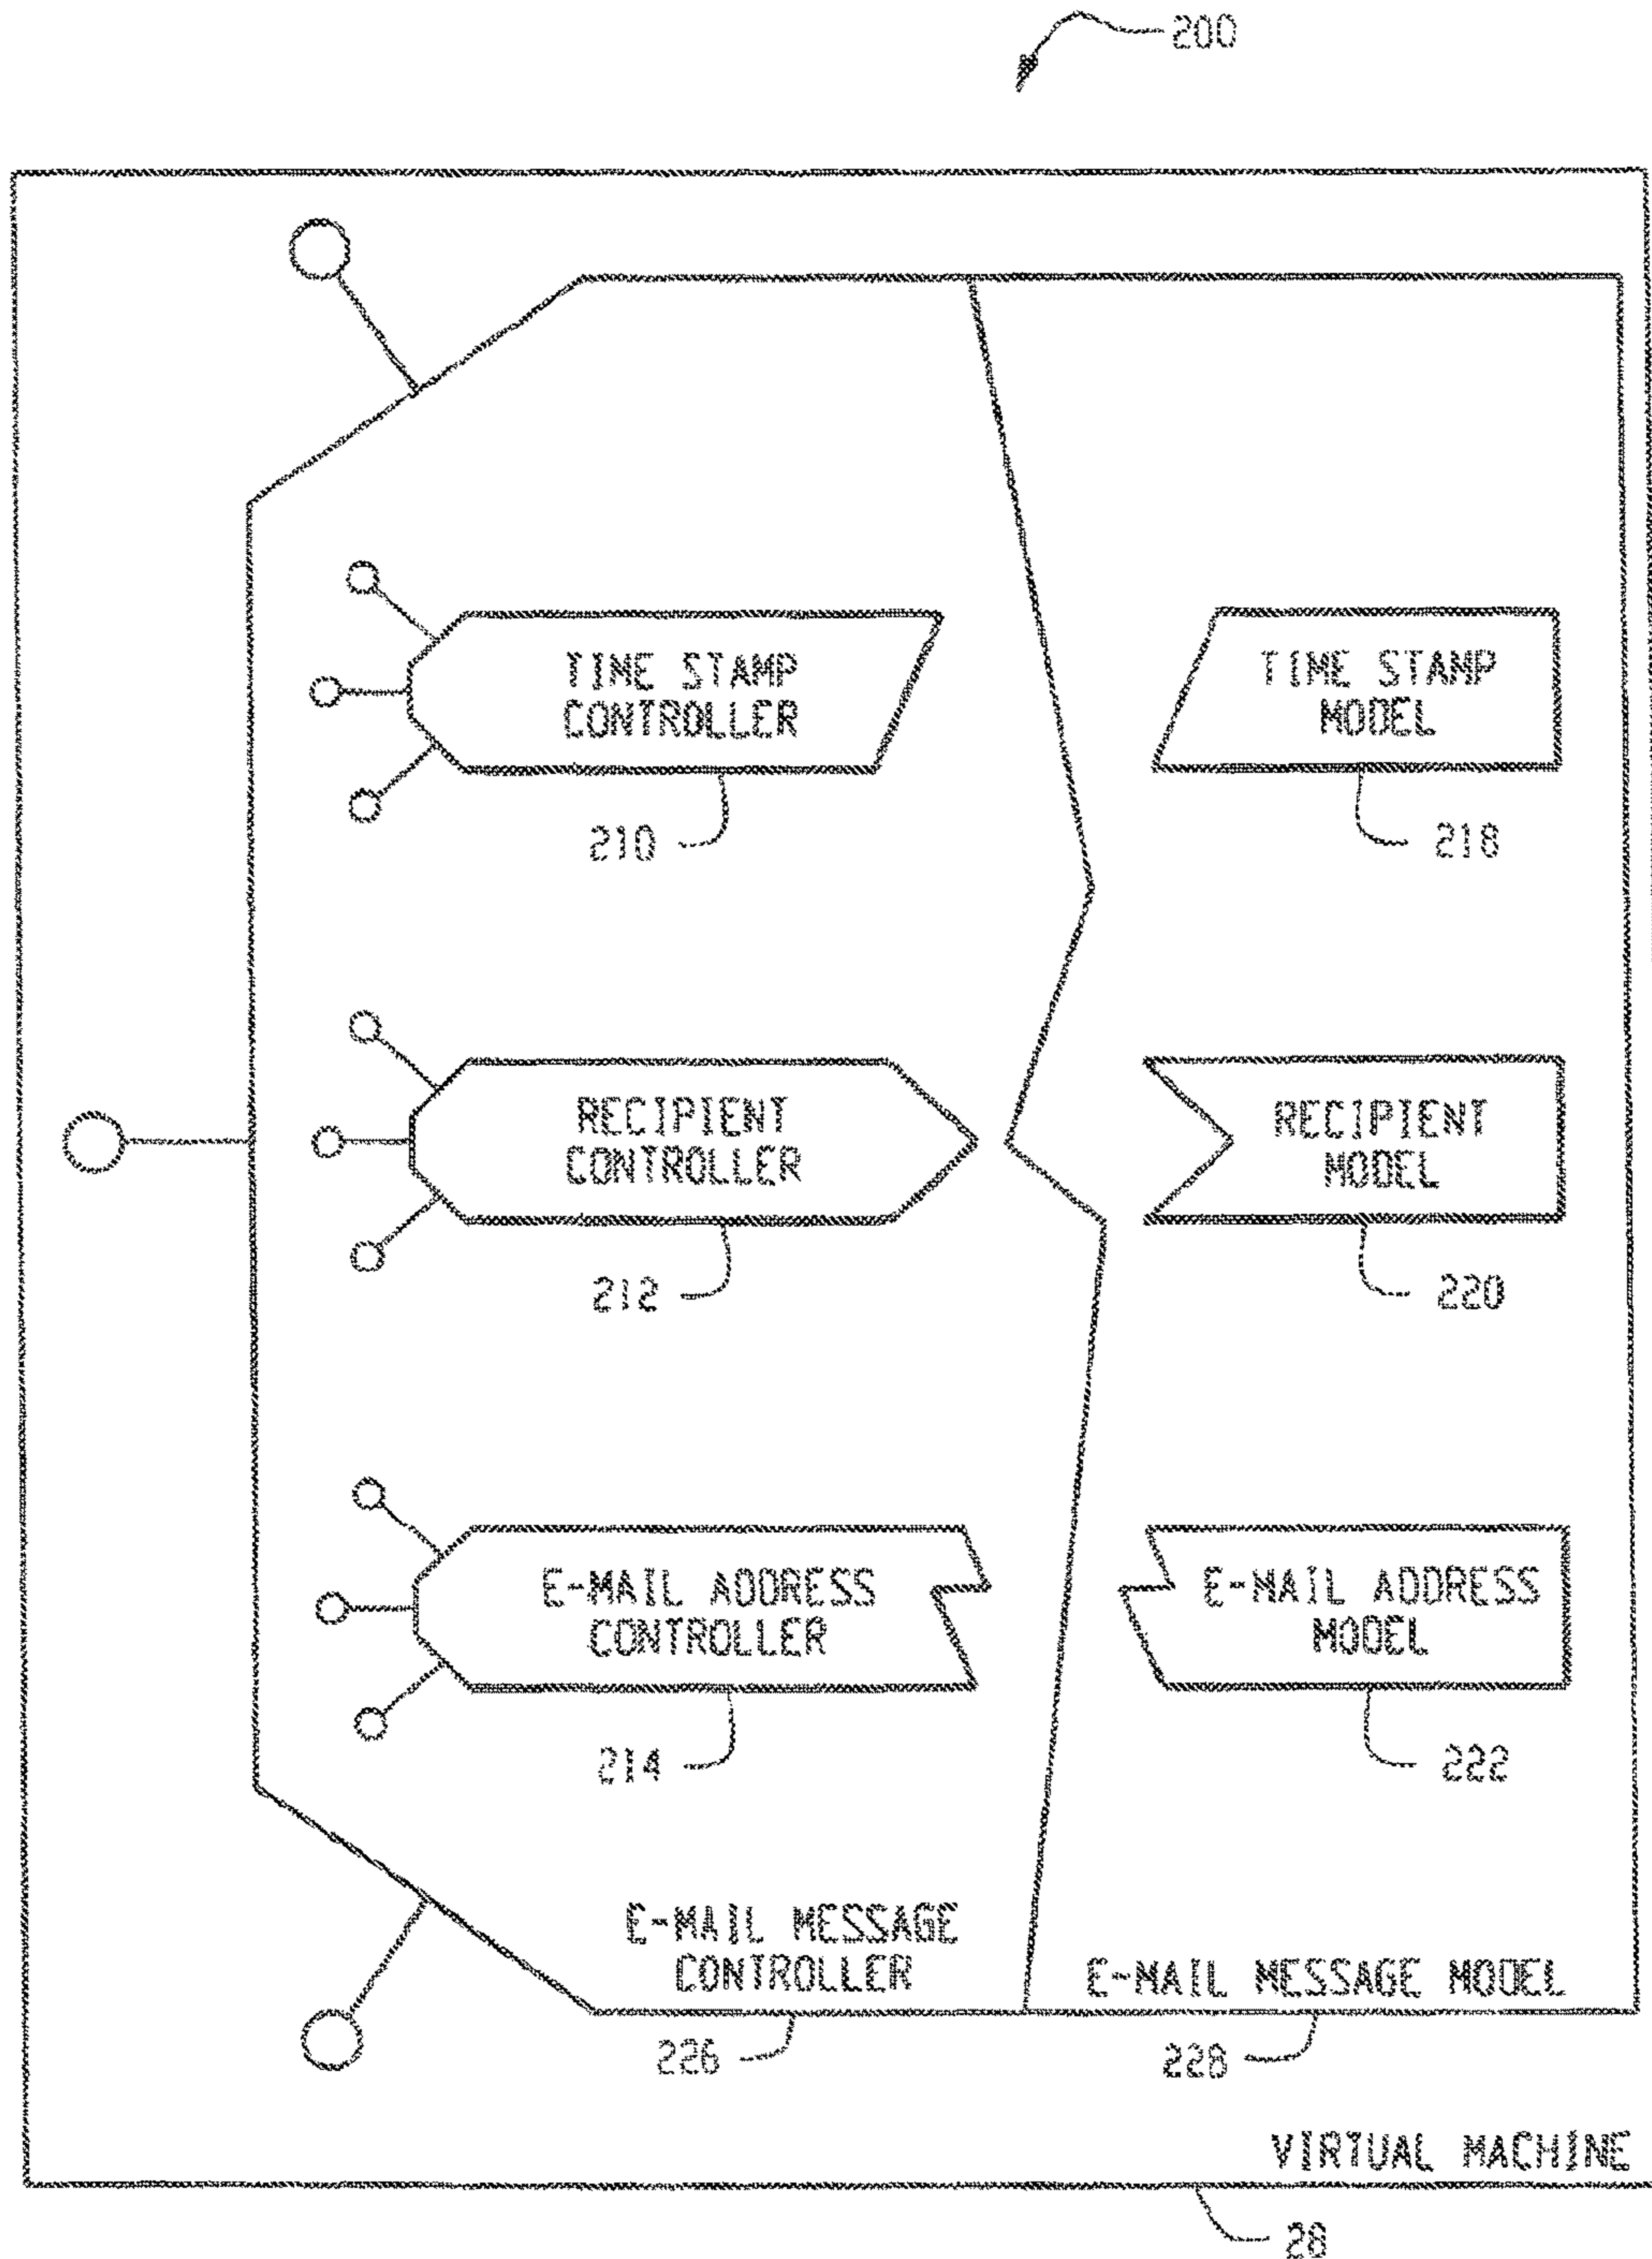 200
TIME STAMP
CONTROLLER
TIME STAMP
MODEL
210
218
RECIPIENT
CONTROLLER
RECIPIENT
MODEL
212
220
E-MAIL ADDRESS
CONTROLLER
E-MAIL ADDRESS
MODEL
214
222
E-MAIL MESSAGE
CONTROLLER
E-MAIL MESSAGE MODEL
226
228
VIRTUAL MACHINE
28